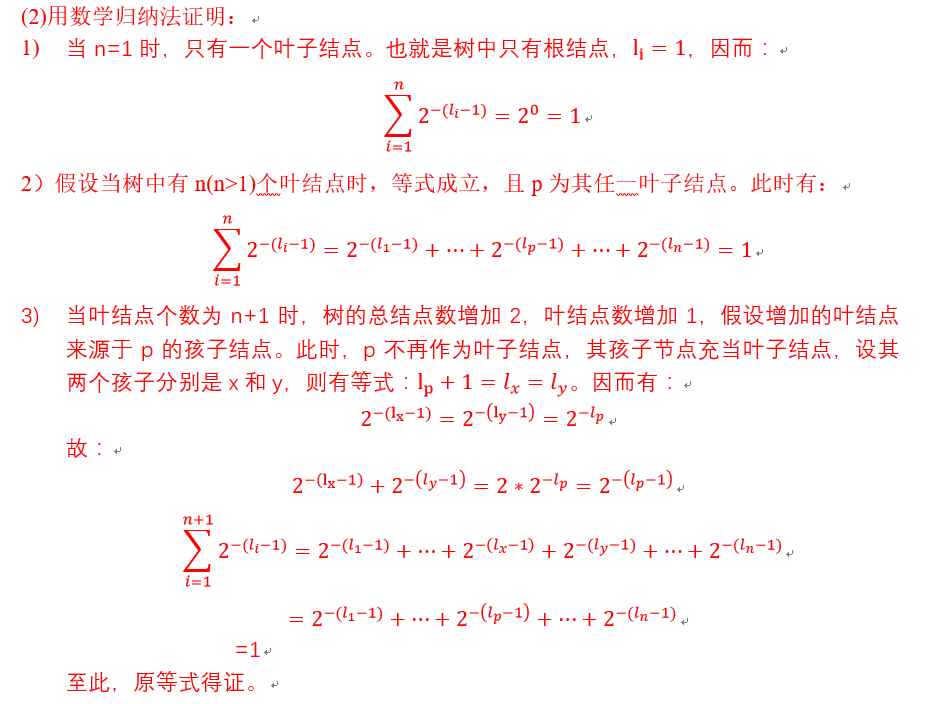 (2)用数学归纳法证明：
1) 当 n=1 时，只有一个叶子结点。也就是树中只有根结点，l_i = 1，因而：
\sum_{i=1}^{n} 2^{-(l_i-1)} = 2^0 = 1
2）假设当树中有 n(n>1)个叶结点时，等式成立，且 p 为其任一叶子结点。此时有：
\sum_{i=1}^{n} 2^{-(l_i-1)} = 2^{-(l_1-1)} + ⋯ + 2^{-(l_p-1)} + ⋯ + 2^{-(l_n-1)} = 1
3) 当叶结点个数为 n+1 时，树的总结点数增加 2，叶结点数增加 1，假设增加的叶结点
来源于 p 的孩子结点。此时，p 不再作为叶子结点，其孩子节点充当叶子结点，设其
两个孩子分别是 x 和 y，则有等式：l_p + 1 = l_x = l_y。因而有：
2^{-(l_x-1)} = 2^{-(l_y-1)} = 2^{-l_p}
故：
2^{-(l_x-1)} + 2^{-(l_y-1)} = 2 * 2^{-l_p} = 2^{-(l_p-1)}
\sum_{i=1}^{n+1} 2^{-(l_i-1)} = 2^{-(l_1-1)} + ⋯ + 2^{-(l_x-1)} + 2^{-(l_y-1)} + ⋯ + 2^{-(l_n-1)}
= 2^{-(l_1-1)} + ⋯ + 2^{-(l_p-1)} + ⋯ + 2^{-(l_n-1)}
=1
至此，原等式得证。